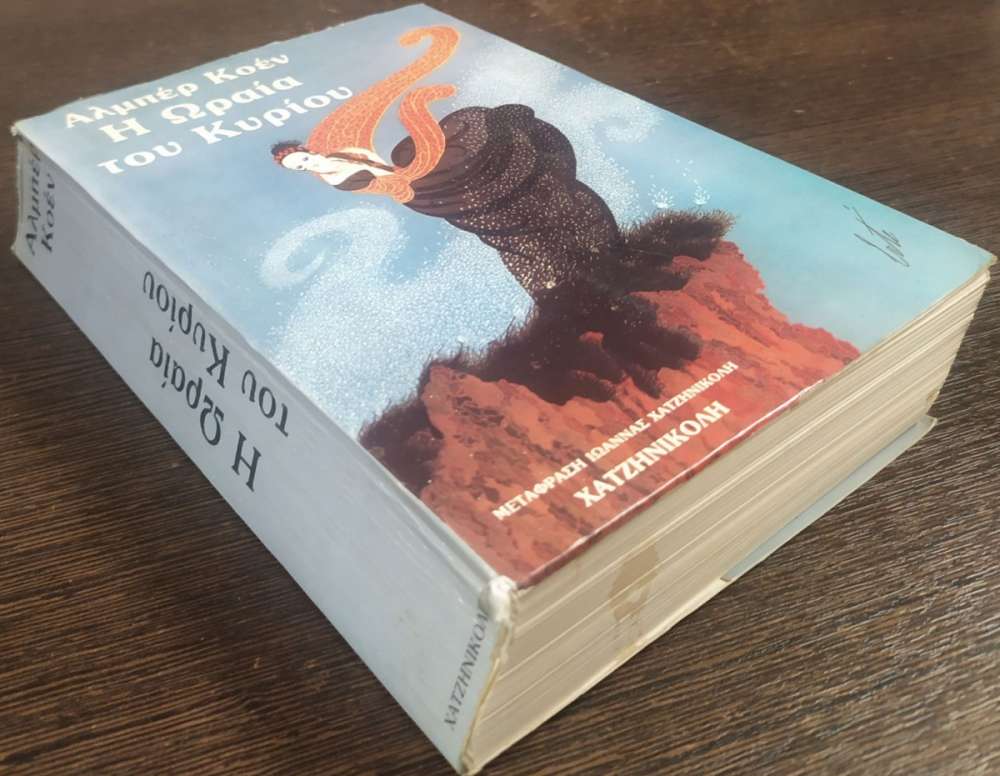 Αλμπέρ Κοέν
Η Ωραία
του Κυρίου
ΜΕΤΑΦΡΑΣΗ ΙΩΑΝΝΑΣ ΧΑΤΖΗΝΙΚΟΛΗ
ΧΑΤΖΗΝΙΚΟΛΗ
Αλμπέρ
Κοέν
Η Ωραία
του Κυρίου
ΧΑΤΖΗΝΙΚΟΛΗ